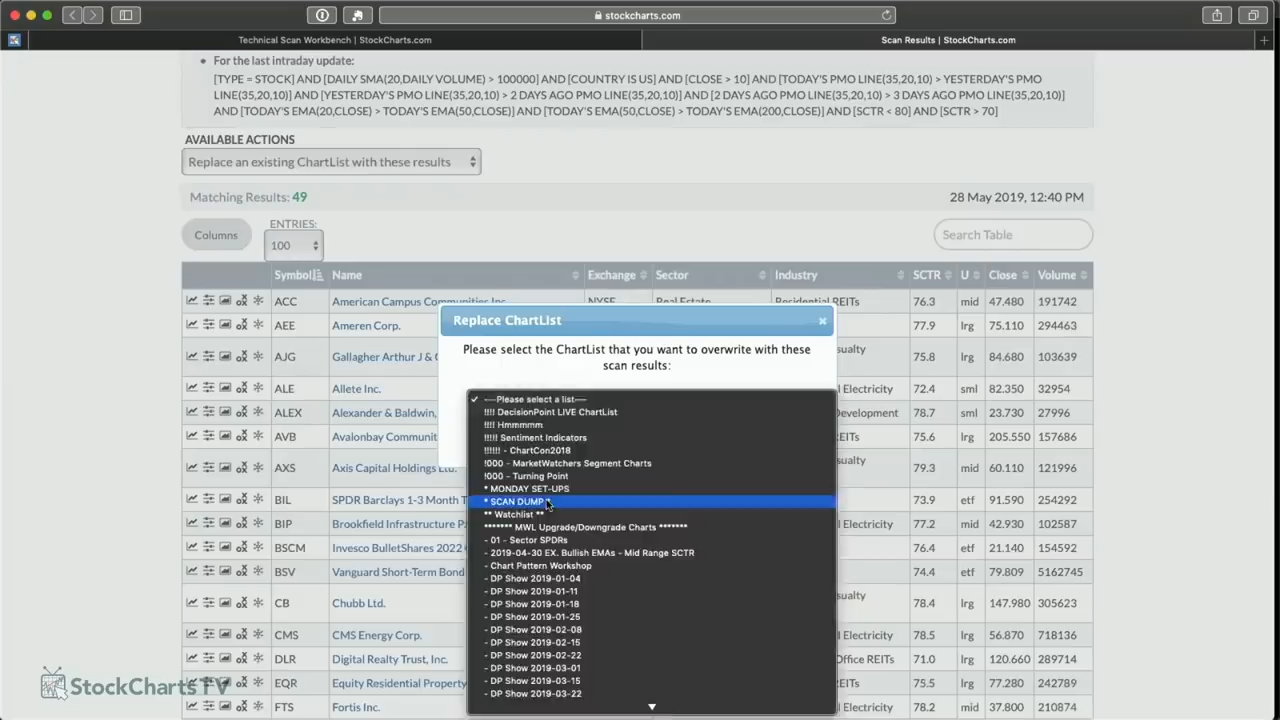 stockcharts.com
Technical Scan Workbench | StockCharts.com
Scan Results | StockCharts.com
• For the last intraday update:
[TYPE = STOCK] AND [DAILY SMA(20,DAILY VOLUME) > 100000] AND [COUNTRY IS US] AND [CLOSE > 10] AND [TODAY'S PMO LINE(35,20,10) > YESTERDAY'S PMO
LINE(35,20,10)] AND [YESTERDAY'S PMO LINE(35,20,10) > 2 DAYS AGO PMO LINE(35,20,10)] AND [2 DAYS AGO PMO LINE(35,20,10) > 3 DAYS AGO PMO LINE(35,20,10)]
AND [TODAY'S EMA(20,CLOSE) > TODAY'S EMA(50,CLOSE)] AND [TODAY'S EMA(50,CLOSE) > TODAY'S EMA(200,CLOSE)] AND [SCTR < 80] AND [SCTR > 70]
AVAILABLE ACTIONS
Replace an existing ChartList with these results
Matching Results: 49
28 May 2019, 12:40 PM
Columns
ENTRIES:
100
Search Table
Symbol Name Exchange Sector Industry SCTR U Close Volume
ACC American Campus Communities Inc. NYSE Real Estate Residential REITs 76.3 mid 47.480 191742
AEE Ameren Corp. 77.9 lrg 75.110 294463
AJG Gallagher Arthur J & C sualty 75.8 lrg 84.680 103639
ALE Allete Inc. l Electricity 72.4 sml 82.350 32954
ALEX Alexander & Baldwin, Development 78.7 sml 23.730 27996
AVB Avalonbay Communit REITs 75.6 lrg 205.550 157686
AXS Axis Capital Holdings Ltd. sualty 79.3 mid 60.110 121996
BIL SPDR Barclays 1-3 Month T 73.9 etf 91.590 254292
BIP Brookfield Infrastructure Pa l Electricity 77.2 mid 42.930 102587
BSCM Invesco BulletShares 2022 C 76.4 etf 21.140 154592
BSV Vanguard Short-Term Bond 74.4 etf 79.809 5162745
CB Chubb Ltd. sualty 78.4 lrg 147.980 305623
CMS CMS Energy Corp. l Electricity 78.5 lrg 56.870 718136
DLR Digital Realty Trust, Inc. Office REITs 71.0 lrg 120.660 289714
EQR Equity Residential Property REITs 75.5 lrg 77.280 242789
FTS Fortis Inc. l Electricity 78.2 mid 37.800 210874
Replace ChartList
Please select the ChartList that you want to overwrite with these
scan results:
✓ ----Please select a list----
!!!! DecisionPoint LIVE ChartList
!!!! Hmmmmm
!!!!! Sentiment Indicators
!!!!!! - ChartCon2018
!000 - MarketWatchers Segment Charts
!000 - Turning Point
* MONDAY SET-UPS
* SCAN DUMP *
** Watchlist **
******* MWL Upgrade/Downgrade Charts *******
- 01 - Sector SPDRs
- 2019-04-30 EX. Bullish EMAs - Mid Range SCTR
- Chart Pattern Workshop
- DP Show 2019-01-04
- DP Show 2019-01-11
- DP Show 2019-01-18
- DP Show 2019-01-25
- DP Show 2019-02-08
- DP Show 2019-02-15
- DP Show 2019-02-22
- DP Show 2019-03-01
- DP Show 2019-03-15
- DP Show 2019-03-22
StockCharts TV